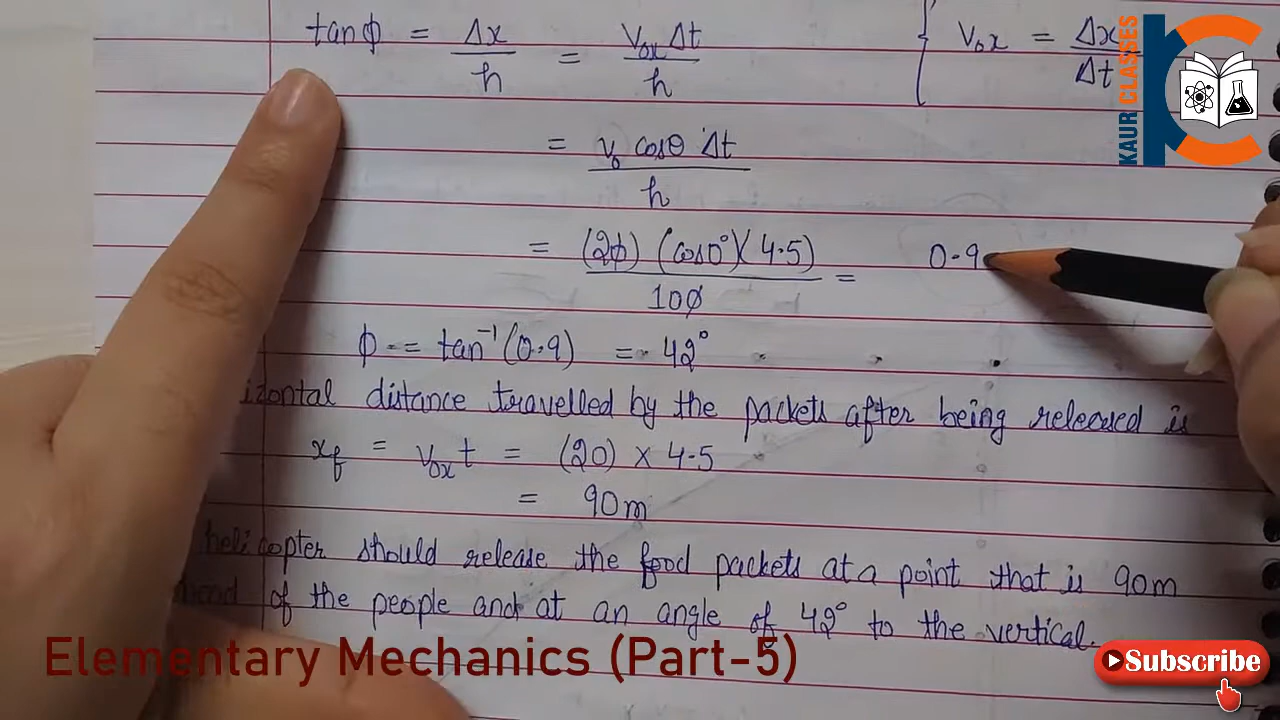 tanϕ = Δx / h = V₀ₓ Δt / h { V₀x = Δx / Δt
= v₀ cosθ Δt / h
= (20) (cos0°)(4.5) / 100 = 0.9
ϕ = tan⁻¹(0.9) = 42°
izontal distance travelled by the packets after being released is
x_f = V₀ₓ t = (20) × 4.5
= 90m
helicopter should release the food packets at a point that is 90m
of the people and at an angle of 42° to the vertical.
KAUR CLASSES
Elementary Mechanics (Part-5)
Subscribe